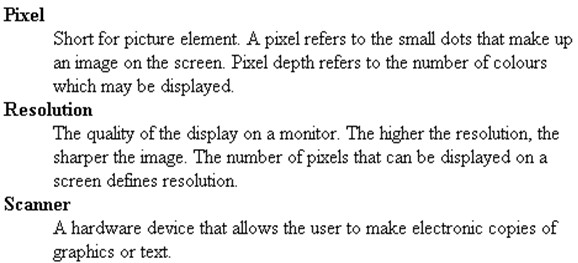 Pixel
Short for picture element. A pixel refers to the small dots that make up
an image on the screen. Pixel depth refers to the number of colours
which may be displayed.
Resolution
The quality of the display on a monitor. The higher the resolution, the
sharper the image. The number of pixels that can be displayed on a
screen defines resolution.
Scanner
A hardware device that allows the user to make electronic copies of
graphics or text.